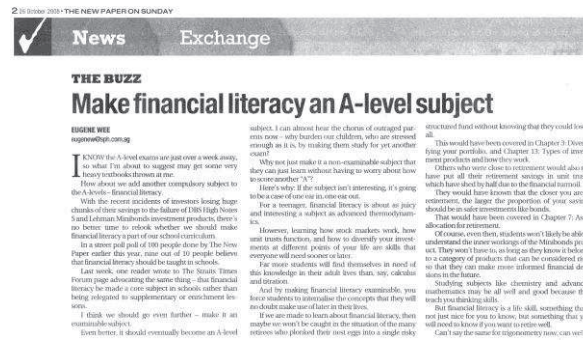 2 26 October 2008 • THE NEW PAPER ON SUNDAY
News Exchange
THE BUZZ
Make financial literacy an A-level subject
EUGENE WEE
eugenew@sph.com.sg
I KNOW the A-level exams are just over a week away,
so what I'm about to suggest may get some very
heavy textbooks thrown at me.
How about we add another compulsory subject to
the A-levels – financial literacy.
With the recent incidents of investors losing huge
chunks of their savings to the failure of DBS High Notes
5 and Lehman Minibonds investment products, there's
no better time to relook whether we should make
financial literacy a part of our school curriculum.
In a street poll of 100 people done by The New
Paper earlier this year, nine out of 10 people believe
that financial literacy should be taught in schools.
Last week, one reader wrote to The Straits Times
Forum page advocating the same thing – that financial
literacy be made a core subject in schools rather than
being relegated to supplementary or enrichment les-
sons.
I think we should go even further – make it an
examinable subject.
Even better, it should eventually become an A-level
subject. I can almost hear the chorus of outraged par-
ents now – why burden our children, who are stressed
enough as it is, by making them study for yet another
exam?
Why not just make it a non-examinable subject that
they can just learn without having to worry about how
to score another "A"?
Here's why: If the subject isn't interesting, it's going
to be a case of one ear in, one ear out.
For a teenager, financial literacy is about as juicy
and interesting a subject as advanced thermodynam-
ics.
However, learning how stock markets work, how
unit trusts function, and how to diversify your invest-
ments at different points of your life are skills that
everyone will need sooner or later.
Far more students will find themselves in need of
this knowledge in their adult lives than, say, calculus
and titration.
And by making financial literacy examinable, you
force students to internalise the concepts that they will
no doubt make use of later in their lives.
If we are made to learn about financial literacy, then
maybe we won't be caught in the situation of the many
retirees who plonked their nest eggs into a single risky
structured fund without knowing that they could lose
all.
This would have been covered in Chapter 3: Diver
fying your portfolio, and Chapter 13: Types of inve
ment products and how they work.
Others who were close to retirement would also
have put all their retirement savings in unit
which have shed by half due to the financial turmoil.
They would have known that the closer you are
retirement, the larger the proportion of your savin
should be in safer investments like bonds.
That would have been covered in Chapter 7:
allocation for retirement.
Of course, even then, students won't likely be able
understand the inner workings of the Minibonds
uct. They won't have to, as long as they know it
to a category of products that can be considered
so that they can make more informed financial de
sions in the future.
Studying subjects like chemistry and advanc
mathematics may be all well and good because
teach you thinking skills.
But financial literacy is a life skill, something tha
not just nice for you to know, but something that
will need to know if you want to retire well.
Can't say the same for trigonometry now, can